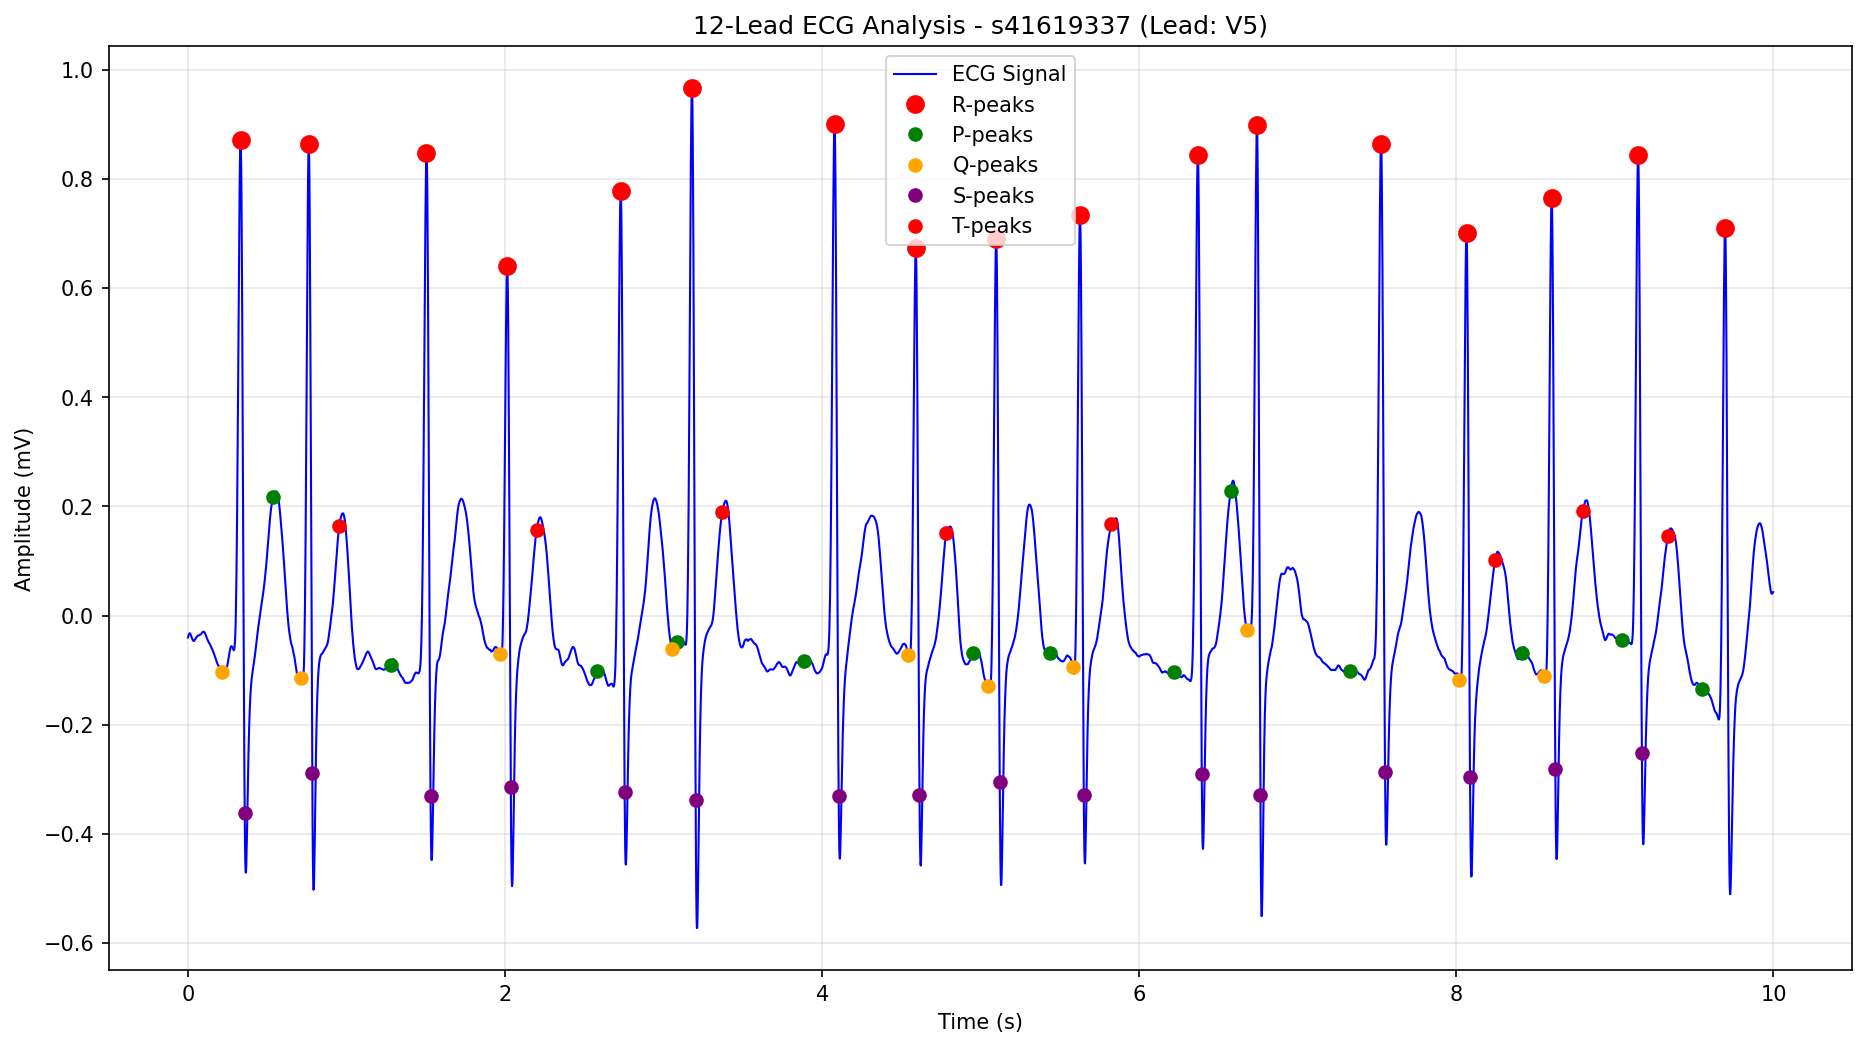 12-Lead ECG Analysis - s41619337 (Lead: V5)
ECG Signal
R-peaks
P-peaks
Q-peaks
S-peaks
T-peaks
Amplitude (mV)
1.0
0.8
0.6
0.4
0.2
0.0
−0.2
−0.4
−0.6
0
2
4
6
8
10
Time (s)